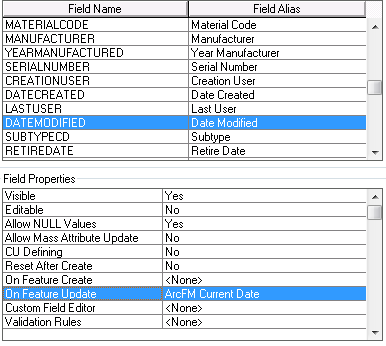 Field Name Field Alias
MATERIALCODE Material Code
MANUFACTURER Manufacturer
YEARMANUFACTURED Year Manufacturer
SERIALNUMBER Serial Number
CREATIONUSER Creation User
DATECREATED Date Created
LASTUSER Last User
DATEMODIFIED Date Modified
SUBTYPECD Subtype
RETIREDATE Retire Date
Field Properties
Visible Yes
Editable No
Allow NULL Values Yes
Allow Mass Attribute Update No
CU Defining No
Reset After Create No
On Feature Create <None>
On Feature Update ArcFM Current Date
Custom Field Editor <None>
Validation Rules <None>